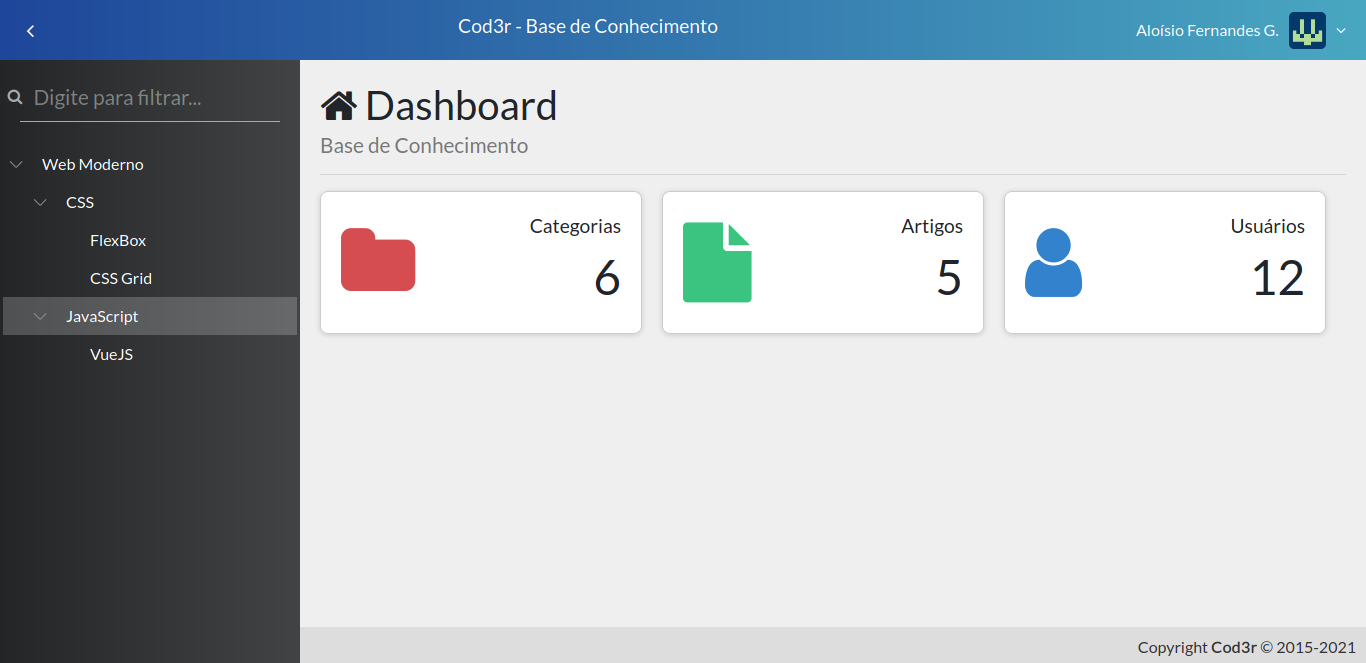 Cod3r - Base de Conhecimento
Aloísio Fernandes G.
Digite para filtrar...
Web Moderno
CSS
FlexBox
CSS Grid
JavaScript
VueJS
Dashboard
Base de Conhecimento
Categorias
6
Artigos
5
Usuários
12
Copyright Cod3r © 2015-2021